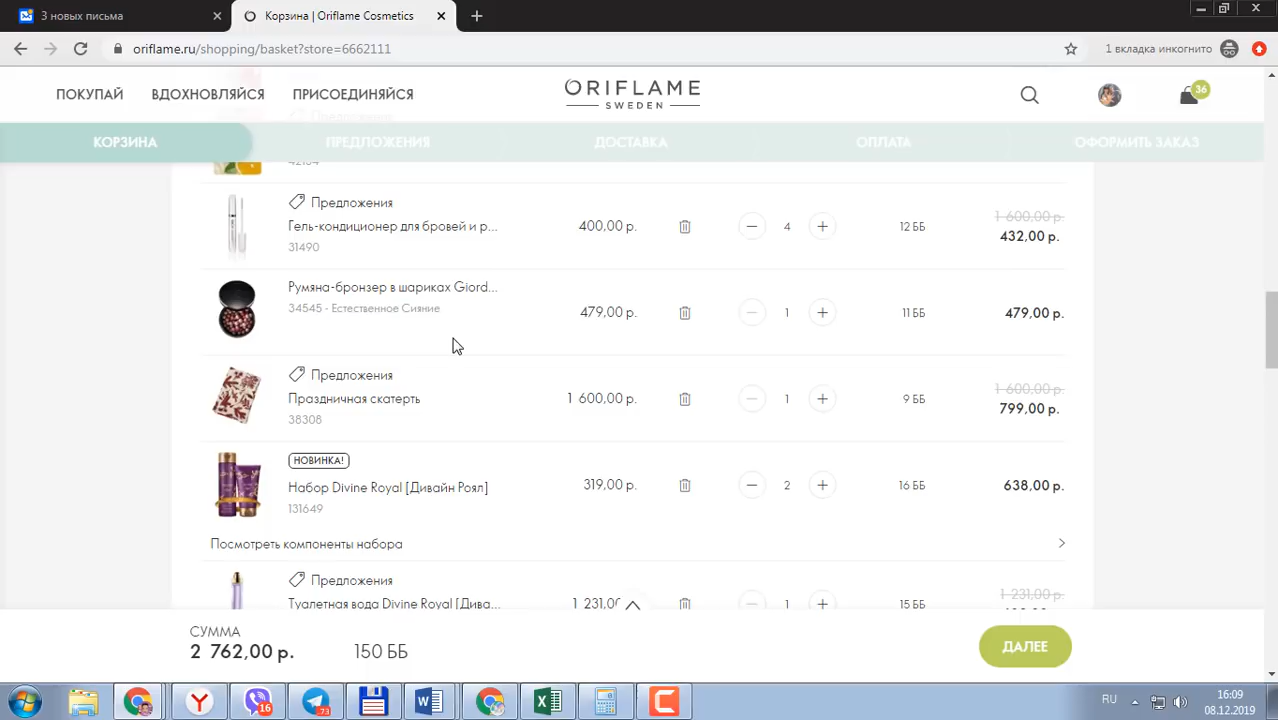 3 новых письма
Корзина | Oriflame Cosmetics
oriflame.ru/shopping/basket?store=6662111
1 вкладка инкогнито
ПОКУПАЙ ВДОХНОВЛЯЙСЯ ПРИСОЕДИНЯЙСЯ
ORIFLAME
SWEDEN
36
КОРЗИНА ПРЕДЛОЖЕНИЯ ДОСТАВКА ОПЛАТА ОФОРМИТЬ ЗАКАЗ
Предложения
Гель-кондиционер для бровей и р... 400,00 р. 4 12 ББ 1 600,00 р.
432,00 р.
31490
Румяна-бронзер в шариках Giord...
34545 - Естественное Сияние 479,00 р. 1 11 ББ 479,00 р.
Предложения
Праздничная скатерть 1 600,00 р. 1 9 ББ 1 600,00 р.
799,00 р.
38308
НОВИНКА!
Набор Divine Royal [Дивайн Роял] 319,00 р. 2 16 ББ 638,00 р.
131649
Посмотреть компоненты набора
Предложения
Туалетная вода Divine Royal [Дива... 1 231,00 1 15 ББ 1 231,00 р.
СУММА
2 762,00 р. 150 ББ
ДАЛЕЕ
16
73
RU
16:09
08.12.2019